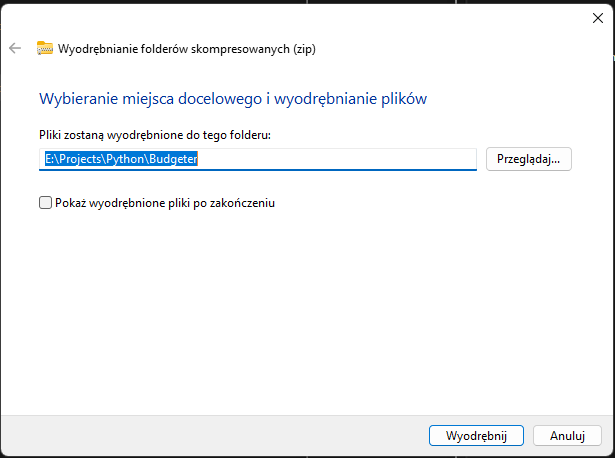 Wyodrębnianie folderów skompresowanych (zip)
Wybieranie miejsca docelowego i wyodrębnianie plików
Pliki zostaną wyodrębnione do tego folderu:
E:\Projects\Python\Budgeter
Przeglądaj...
Pokaż wyodrębnione pliki po zakończeniu
Wyodrębnij
Anuluj